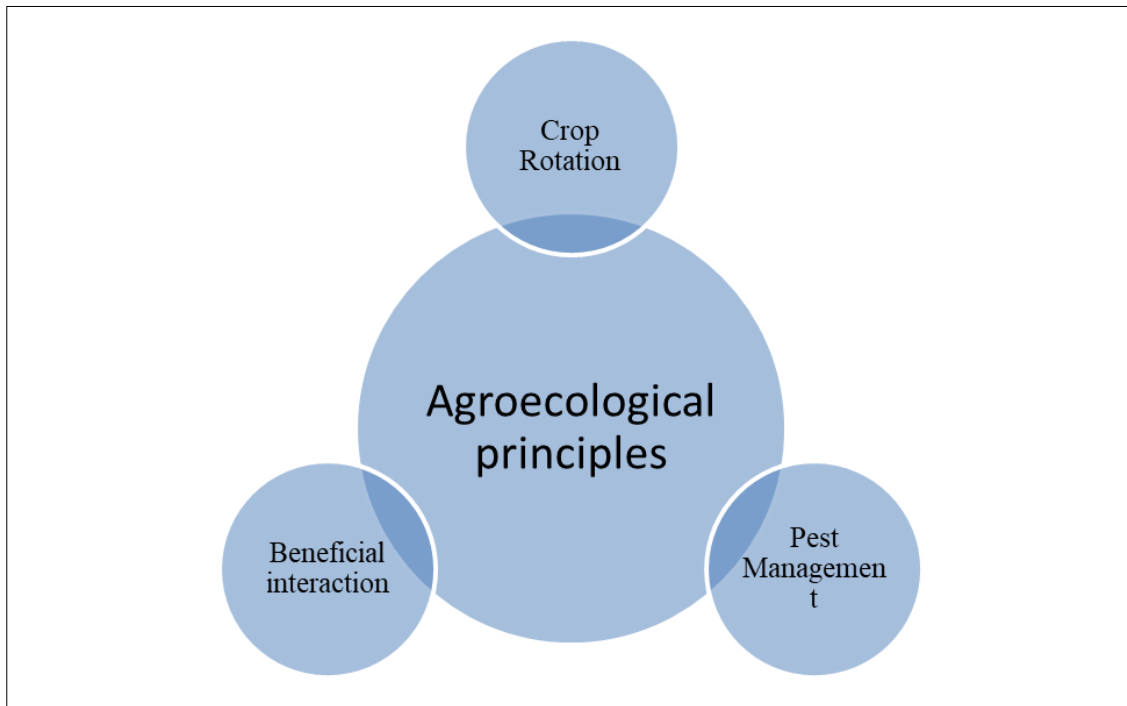 Crop
Rotation
Agroecological
principles
Beneficial
interaction
Pest
Managemen
t